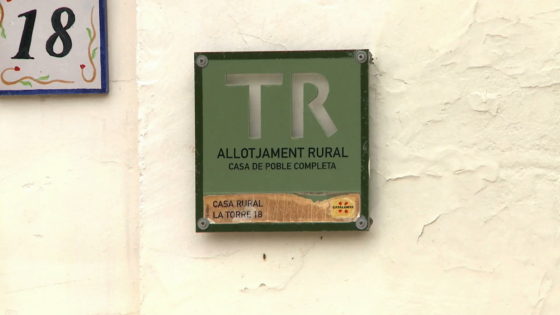 18
TR
ALLOTJAMENT RURAL
CASA DE POBLE COMPLETA
CASA RURAL
LA TORRE 18